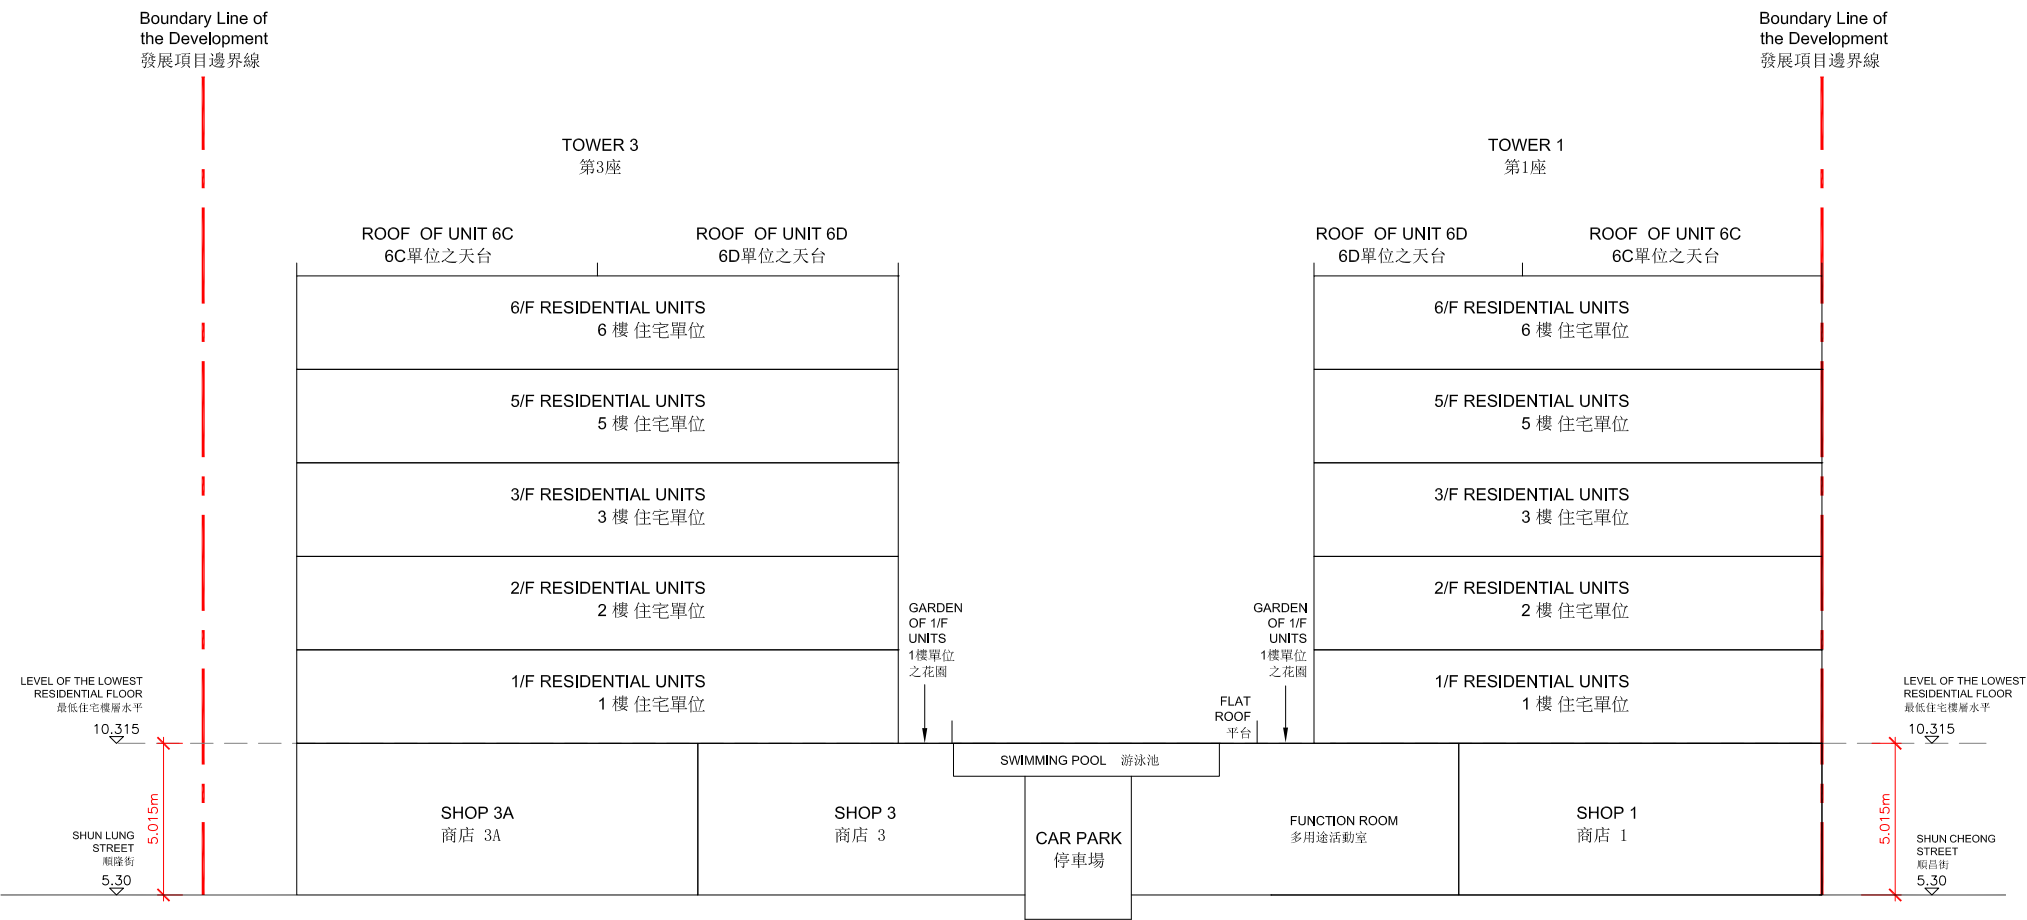 Boundary Line of
the Development
發展項目邊界線
Boundary Line of
the Development
發展項目邊界線
TOWER 3
第3座
TOWER 1
第1座
ROOF OF UNIT 6C
6C單位之天台
ROOF OF UNIT 6D
6D單位之天台
ROOF OF UNIT 6D
6D單位之天台
ROOF OF UNIT 6C
6C單位之天台
6/F RESIDENTIAL UNITS
6 樓 住宅單位
6/F RESIDENTIAL UNITS
6 樓 住宅單位
5/F RESIDENTIAL UNITS
5 樓 住宅單位
5/F RESIDENTIAL UNITS
5 樓 住宅單位
3/F RESIDENTIAL UNITS
3 樓 住宅單位
3/F RESIDENTIAL UNITS
3 樓 住宅單位
2/F RESIDENTIAL UNITS
2 樓 住宅單位
2/F RESIDENTIAL UNITS
2 樓 住宅單位
GARDEN
OF 1/F
UNITS
1樓單位
之花園
GARDEN
OF 1/F
UNITS
1樓單位
之花園
1/F RESIDENTIAL UNITS
1 樓 住宅單位
1/F RESIDENTIAL UNITS
1 樓 住宅單位
LEVEL OF THE LOWEST
RESIDENTIAL FLOOR
最低住宅樓層水平
10.315
FLAT
ROOF
平台
LEVEL OF THE LOWEST
RESIDENTIAL FLOOR
最低住宅樓層水平
10.315
SWIMMING POOL 游泳池
5.015m
SHOP 3A
商店 3A
SHOP 3
商店 3
CAR PARK
停車場
FUNCTION ROOM
多用途活動室
SHOP 1
商店 1
5.015m
SHUN LUNG
STREET
順隆街
5.30
SHUN CHEONG
STREET
順昌街
5.30